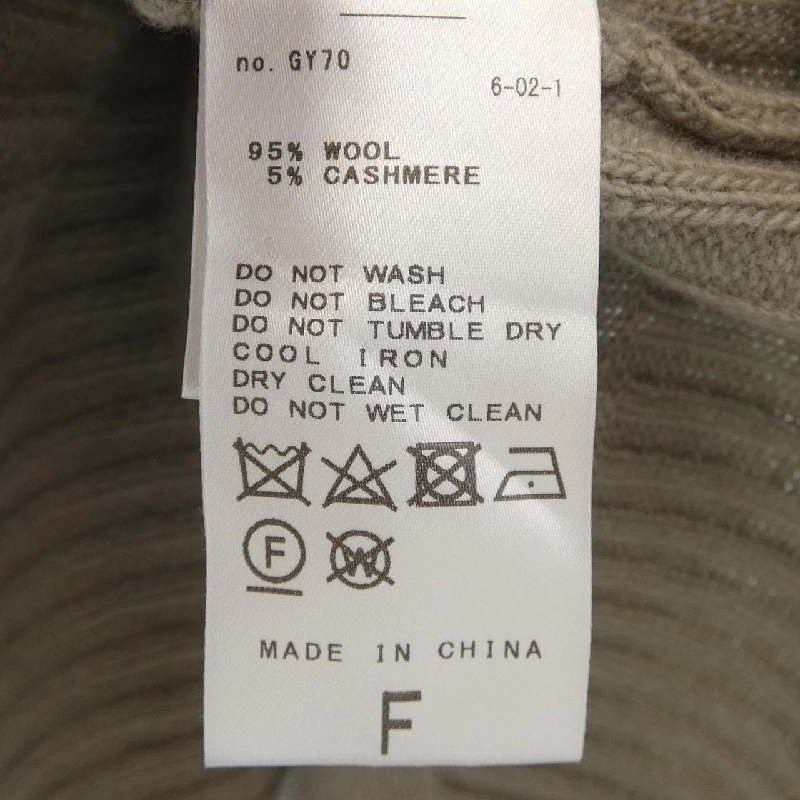 no. GY70
6-02-1
95% WOOL
5% CASHMERE
DO NOT WASH
DO NOT BLEACH
DO NOT TUMBLE DRY
COOL IRON
DRY CLEAN
DO NOT WET CLEAN
F W
MADE IN CHINA
F